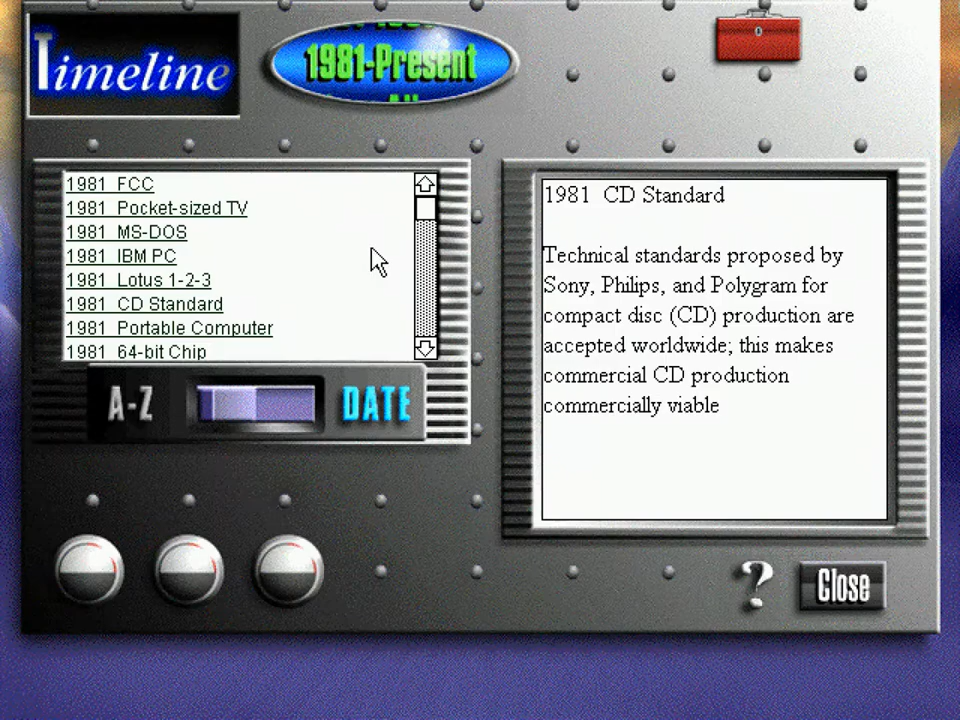 Timeline
1981-Present
1981 FCC
1981 Pocket-sized TV
1981 MS-DOS
1981 IBM PC
1981 Lotus 1-2-3
1981 CD Standard
1981 Portable Computer
1981 64-bit Chip
A-Z
DATE
1981 CD Standard
Technical standards proposed by
Sony, Philips, and Polygram for
compact disc (CD) production are
accepted worldwide; this makes
commercial CD production
commercially viable
?
Close